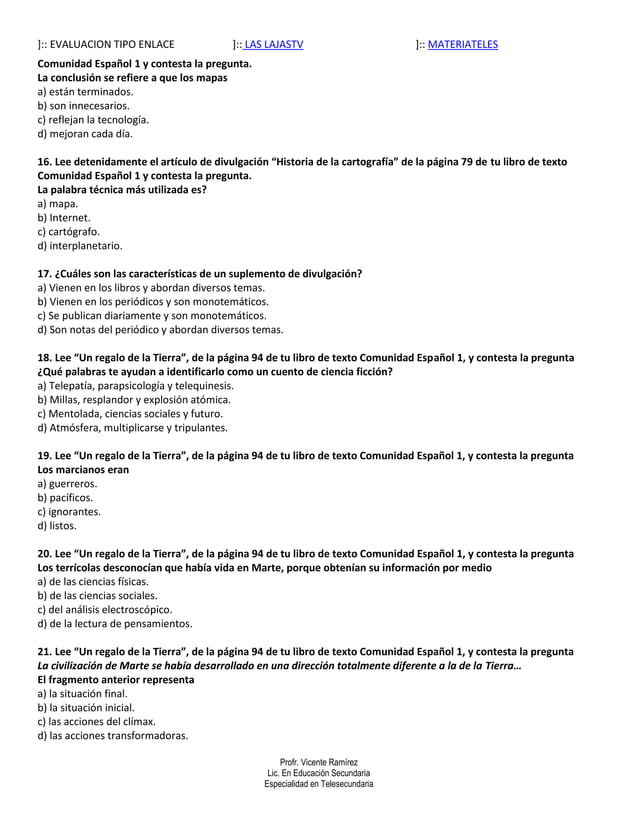 ]:: EVALUACION TIPO ENLACE ]:: LAS LAJASTV ]:: MATERIATELES
Comunidad Español 1 y contesta la pregunta.
La conclusión se refiere a que los mapas
a) están terminados.
b) son innecesarios.
c) reflejan la tecnología.
d) mejoran cada día.
16. Lee detenidamente el artículo de divulgación “Historia de la cartografía” de la página 79 de tu libro de texto
Comunidad Español 1 y contesta la pregunta.
La palabra técnica más utilizada es?
a) mapa.
b) Internet.
c) cartógrafo.
d) interplanetario.
17. ¿Cuáles son las características de un suplemento de divulgación?
a) Vienen en los libros y abordan diversos temas.
b) Vienen en los periódicos y son monotemáticos.
c) Se publican diariamente y son monotemáticos.
d) Son notas del periódico y abordan diversos temas.
18. Lee “Un regalo de la Tierra”, de la página 94 de tu libro de texto Comunidad Español 1, y contesta la pregunta
¿Qué palabras te ayudan a identificarlo como un cuento de ciencia ficción?
a) Telepatía, parapsicología y telequinesis.
b) Millas, resplandor y explosión atómica.
c) Mentolada, ciencias sociales y futuro.
d) Atmósfera, multiplicarse y tripulantes.
19. Lee “Un regalo de la Tierra”, de la página 94 de tu libro de texto Comunidad Español 1, y contesta la pregunta
Los marcianos eran
a) guerreros.
b) pacíficos.
c) ignorantes.
d) listos.
20. Lee “Un regalo de la Tierra”, de la página 94 de tu libro de texto Comunidad Español 1, y contesta la pregunta
Los terrícolas desconocían que había vida en Marte, porque obtenían su información por medio
a) de las ciencias físicas.
b) de las ciencias sociales.
c) del análisis electroscópico.
d) de la lectura de pensamientos.
21. Lee “Un regalo de la Tierra”, de la página 94 de tu libro de texto Comunidad Español 1, y contesta la pregunta
La civilización de Marte se había desarrollado en una dirección totalmente diferente a la de la Tierra…
El fragmento anterior representa
a) la situación final.
b) la situación inicial.
c) las acciones del clímax.
d) las acciones transformadoras.
Profr. Vicente Ramírez
Lic. En Educación Secundaria
Especialidad en Telesecundaria